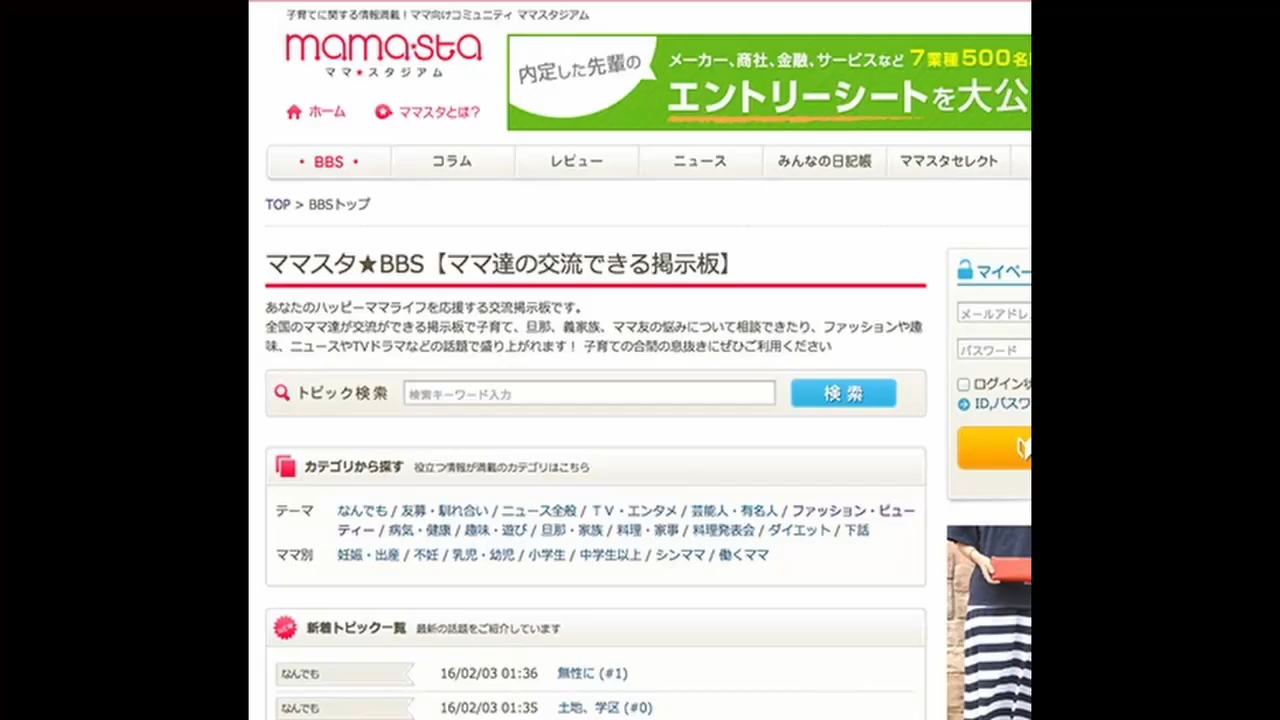 子育てに関する情報満載！ママ向けコミュニティ ママスタジアム
mama・sta
ママ★スタジアム
ホーム ママスタとは？
内定した先輩の
メーカー、商社、金融、サービスなど 7業種500名
エントリーシートを大公
・BBS・ コラム レビュー ニュース みんなの日記帳 ママスタセレクト
TOP > BBSトップ
ママスタ★BBS【ママ達の交流できる掲示板】
あなたのハッピーママライフを応援する交流掲示板です。
全国のママ達が交流ができる掲示板で子育て、旦那、義家族、ママ友の悩みについて相談できたり、ファッションや趣
味、ニュースやTVドラマなどの話題で盛り上がれます！ 子育ての合間の息抜きにぜひご利用ください
トピック検索 検索キーワード入力 検索
カテゴリから探す 役立つ情報が満載のカテゴリはこちら
テーマ なんでも / 友募・馴れ合い / ニュース全般 / ＴＶ・エンタメ / 芸能人・有名人 / ファッション・ビュー
ティー / 病気・健康 / 趣味・遊び / 旦那・家族 / 料理・家事 / 料理発表会 / ダイエット / 下話
ママ別 妊娠・出産 / 不妊 / 乳児・幼児 / 小学生 / 中学生以上 / シンママ / 働くママ
NEW 新着トピック一覧 最新の話題をご紹介しています
なんでも 16/02/03 01:36 無性に (#1)
なんでも 16/02/03 01:35 土地、学区 (#0)
マイペー
メールアドレ
パスワード
ログイン状
ID,パスワ